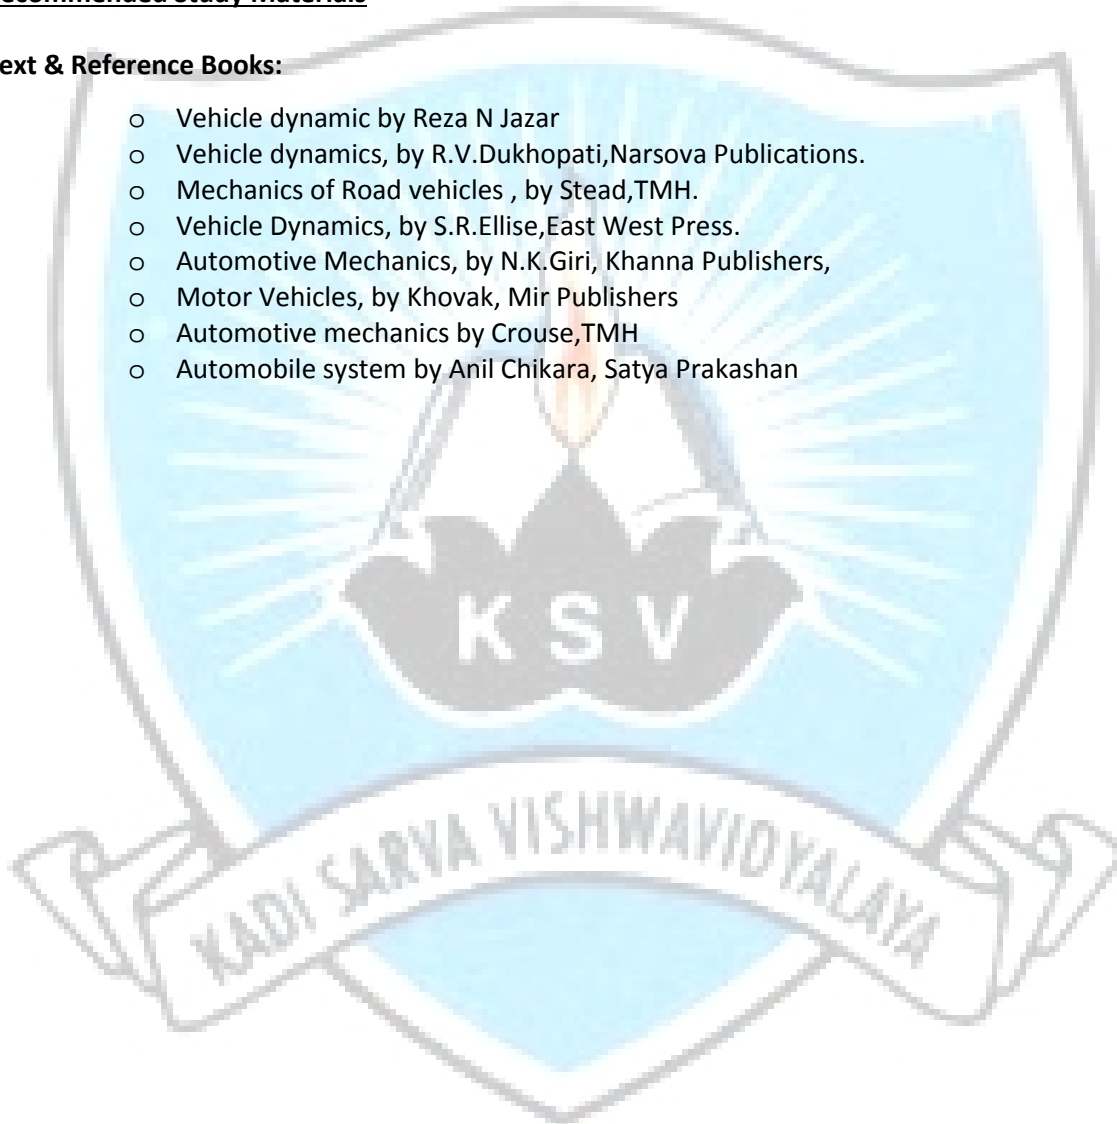 ecommended Study Materials
ext & Reference Books:
o Vehicle dynamic by Reza N Jazar
o Vehicle dynamics, by R.V.Dukhopati,Narsova Publications.
o Mechanics of Road vehicles , by Stead,TMH.
o Vehicle Dynamics, by S.R.Ellise,East West Press.
o Automotive Mechanics, by N.K.Giri, Khanna Publishers,
o Motor Vehicles, by Khovak, Mir Publishers
o Automotive mechanics by Crouse,TMH
o Automobile system by Anil Chikara, Satya Prakashan
K S V
KADI SARVA VISHWAVIDYALAYA